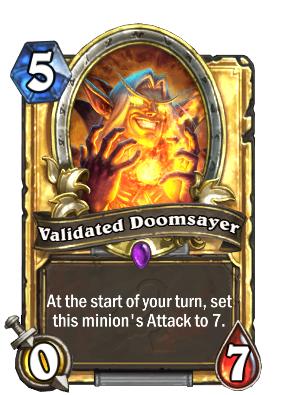 5
Validated Doomsayer
At the start of your turn, set
this minion's Attack to 7.
0
7